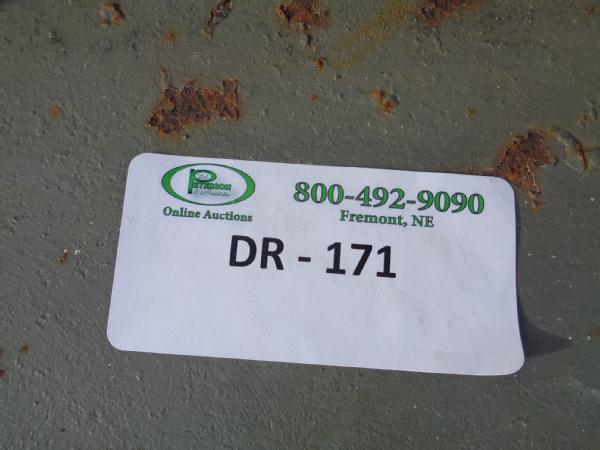 PETERSON
Online Auctions
800-492-9090
Fremont, NE
DR - 171